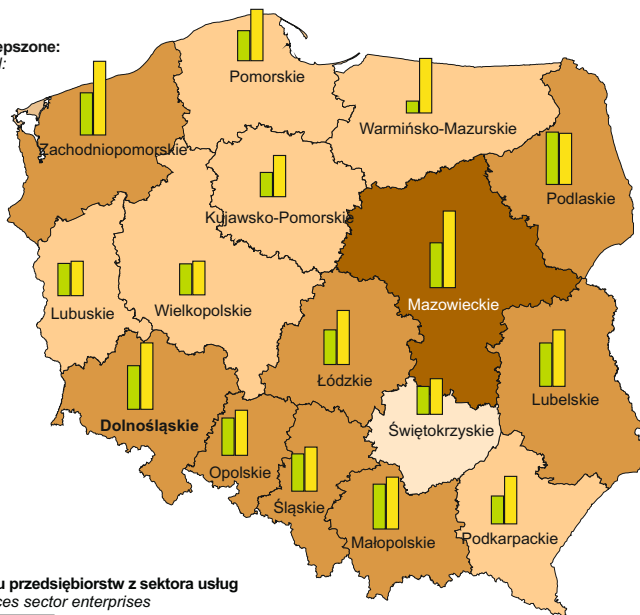 epszone:
Pomorskie
Warmińsko-Mazurskie
Zachodniopomorskie
Podlaskie
Kujawsko-Pomorskie
Mazowieckie
Lubuskie
Wielkopolskie
Łódzkie
Lubelskie
Dolnośląskie
Świętokrzyskie
Opolskie
Śląskie
Małopolskie
Podkarpackie
u przedsiębiorstw z sektora usług
ces sector enterprises